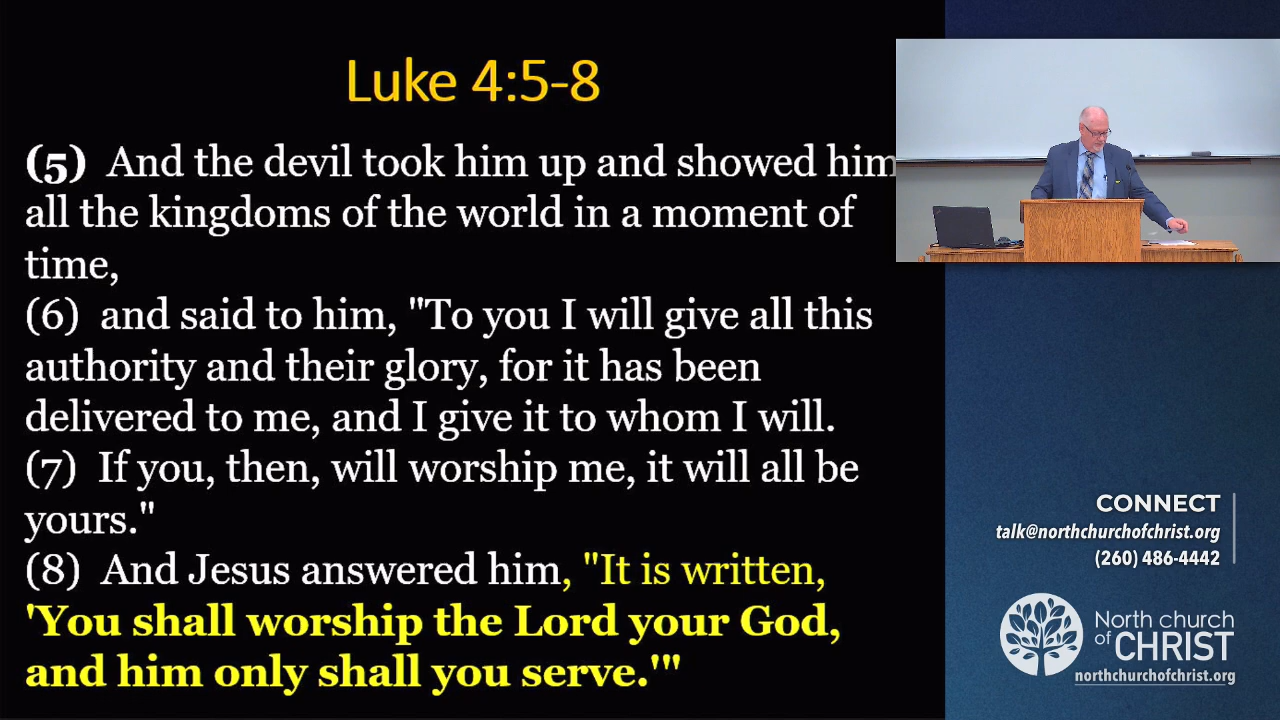 Luke 4:5-8
(5) And the devil took him up and showed him
all the kingdoms of the world in a moment of
time,
(6) and said to him, "To you I will give all this
authority and their glory, for it has been
delivered to me, and I give it to whom I will.
(7) If you, then, will worship me, it will all be
yours."
(8) And Jesus answered him, "It is written,
'You shall worship the Lord your God,
and him only shall you serve.'"
CONNECT
talk@northchurchofchrist.org
(260) 486-4442
North church
of CHRIST
northchurchofchrist.org